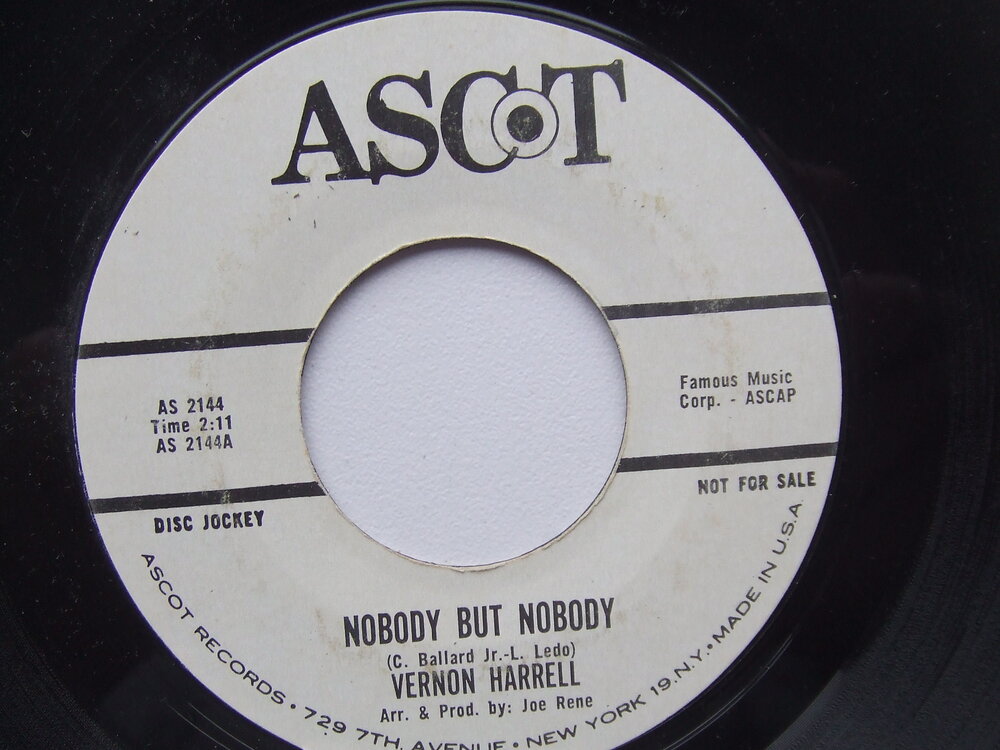 ASCOT
AS 2144
Time 2:11
AS 2144A
Famous Music
Corp. - ASCAP
DISC JOCKEY
NOT FOR SALE
NOBODY BUT NOBODY
(C. Ballard Jr.-L. Ledo)
VERNON HARRELL
Arr. & Prod. by: Joe Rene
ASCOT RECORDS • 729 7TH. AVENUE • NEW YORK 19.N.Y. • MADE IN U.S.A